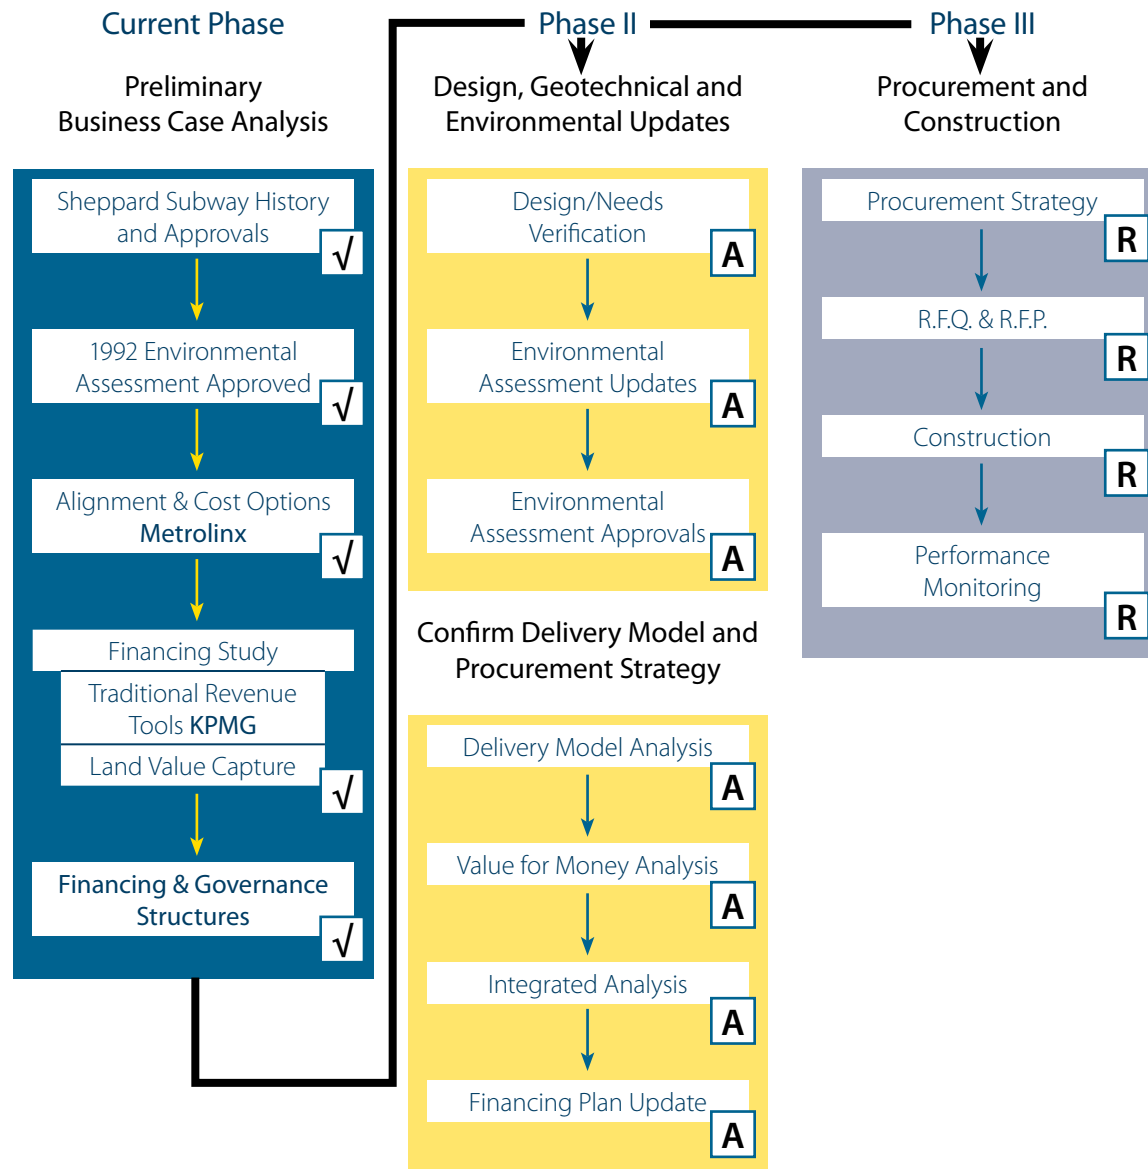 Current Phase
Preliminary
Business Case Analysis
Sheppard Subway History
and Approvals
√
1992 Environmental
Assessment Approved
√
Alignment & Cost Options
Metrolinx
√
Financing Study
Traditional Revenue
Tools KPMG
Land Value Capture
√
Financing & Governance
Structures
√
Phase II
Design, Geotechnical and
Environmental Updates
Design/Needs
Verification
A
Environmental
Assessment Updates
A
Environmental
Assessment Approvals
A
Confirm Delivery Model and
Procurement Strategy
Delivery Model Analysis
A
Value for Money Analysis
A
Integrated Analysis
A
Financing Plan Update
A
Phase III
Procurement and
Construction
Procurement Strategy
R
R.F.Q. & R.F.P.
R
Construction
R
Performance
Monitoring
R